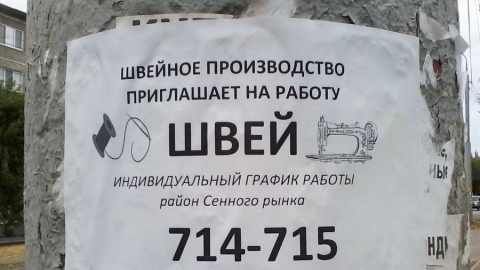 ШВЕЙНОЕ ПРОИЗВОДСТВО
ПРИГЛАШАЕТ НА РАБОТУ
ШВЕЙ
ИНДИВИДУАЛЬНЫЙ ГРАФИК РАБОТЫ
район Сенного рынка
714-715